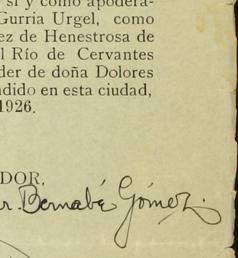 sí y como apodera-
Gurria Urgel, como
ez de Henestrosa de
l Río de Cervantes
der de doña Dolores
ndido en esta ciudad,
1926.
DOR,
r. Bernabé Gómez.